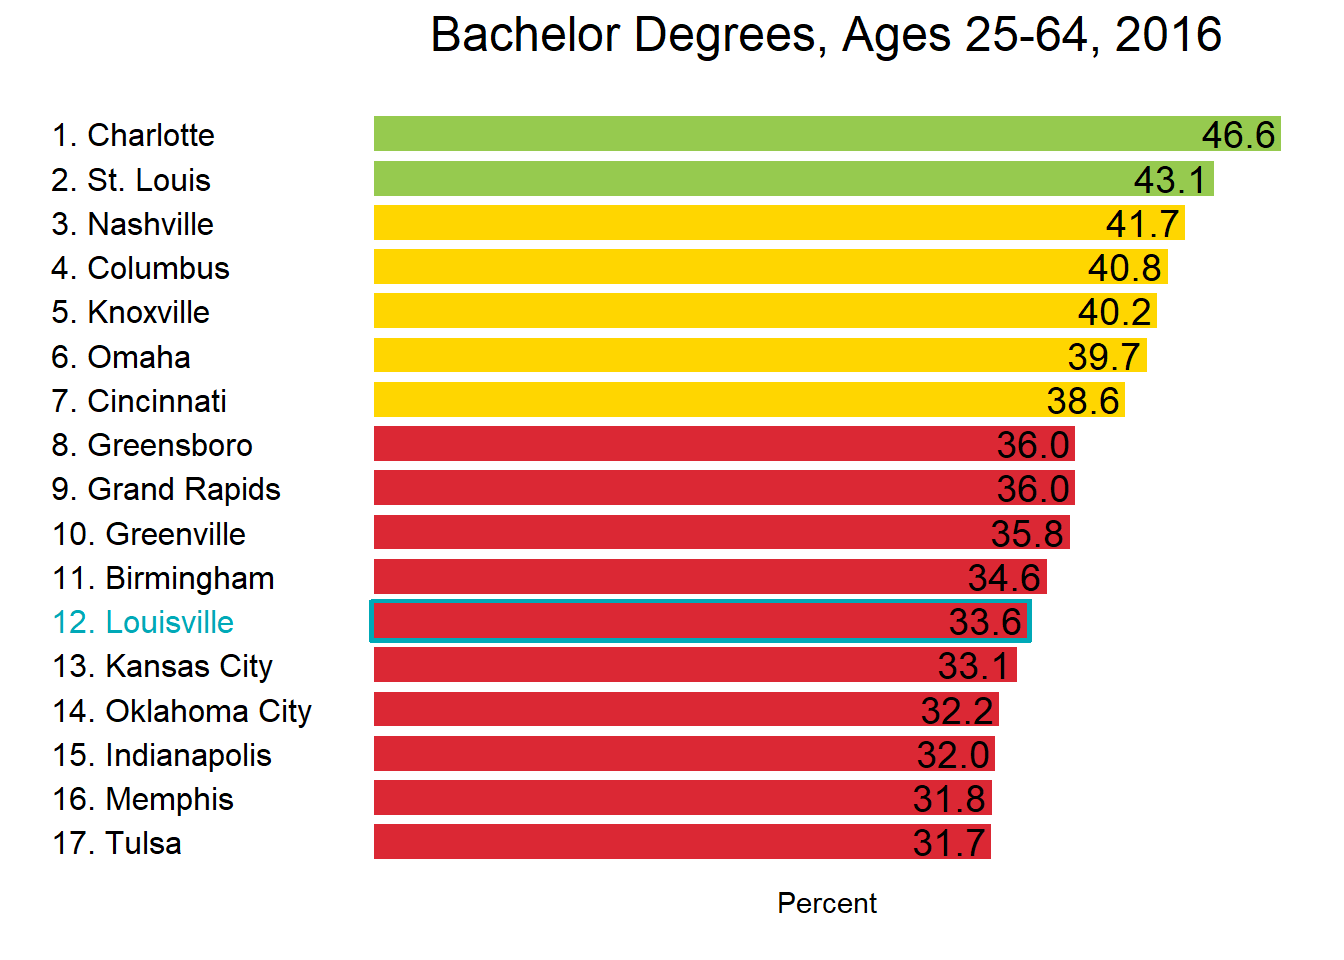 Bachelor Degrees, Ages 25-64, 2016
1. Charlotte 46.6
2. St. Louis 43.1
3. Nashville 41.7
4. Columbus 40.8
5. Knoxville 40.2
6. Omaha 39.7
7. Cincinnati 38.6
8. Greensboro 36.0
9. Grand Rapids 36.0
10. Greenville 35.8
11. Birmingham 34.6
12. Louisville 33.6
13. Kansas City 33.1
14. Oklahoma City 32.2
15. Indianapolis 32.0
16. Memphis 31.8
17. Tulsa 31.7
Percent